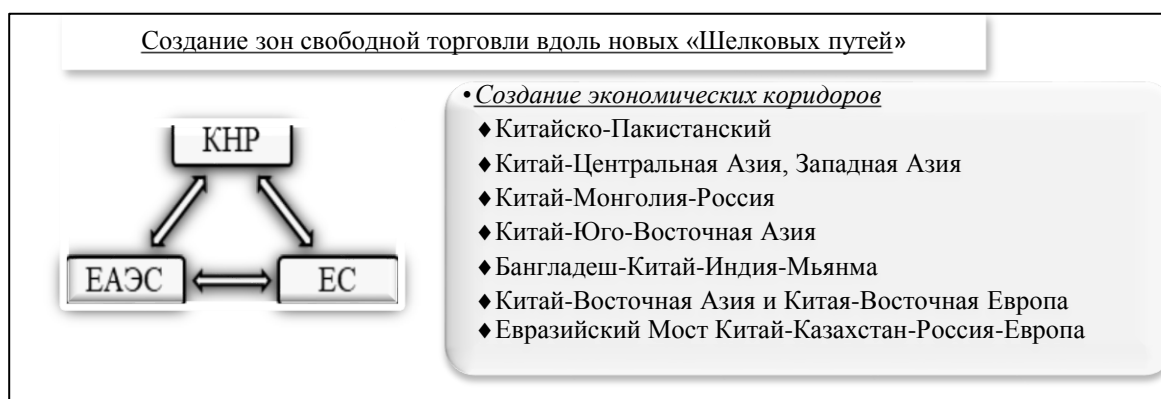 Создание зон свободной торговли вдоль новых «Шелковых путей»
КНР
ЕАЭС
ЕС
•Создание экономических коридоров
♦Китайско-Пакистанский
♦Китай-Центральная Азия, Западная Азия
♦Китай-Монголия-Россия
♦Китай-Юго-Восточная Азия
♦Бангладеш-Китай-Индия-Мьянма
♦Китай-Восточная Азия и Китая-Восточная Европа
♦Евразийский Мост Китай-Казахстан-Россия-Европа